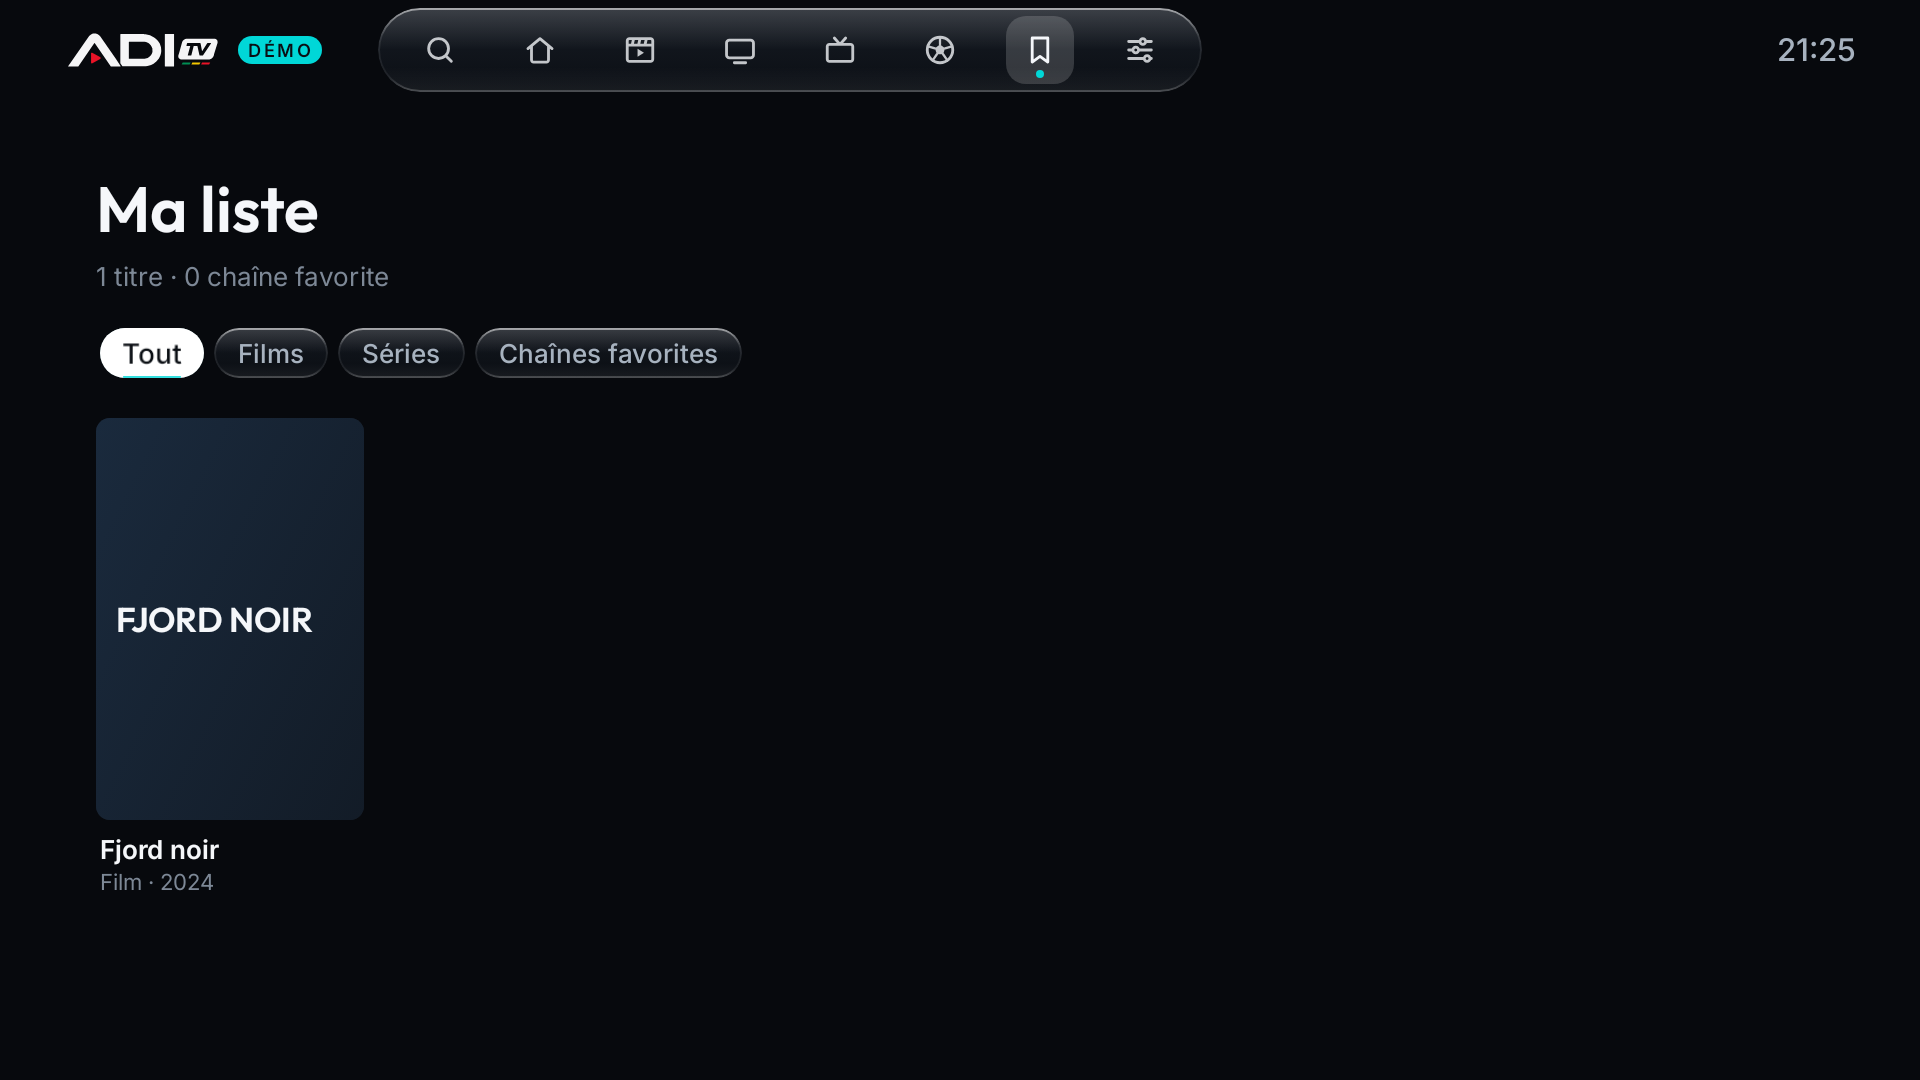 ADI TV DÉMO
21:25
Ma liste
1 titre · 0 chaîne favorite
Tout Films Séries Chaînes favorites
FJORD NOIR
Fjord noir
Film · 2024